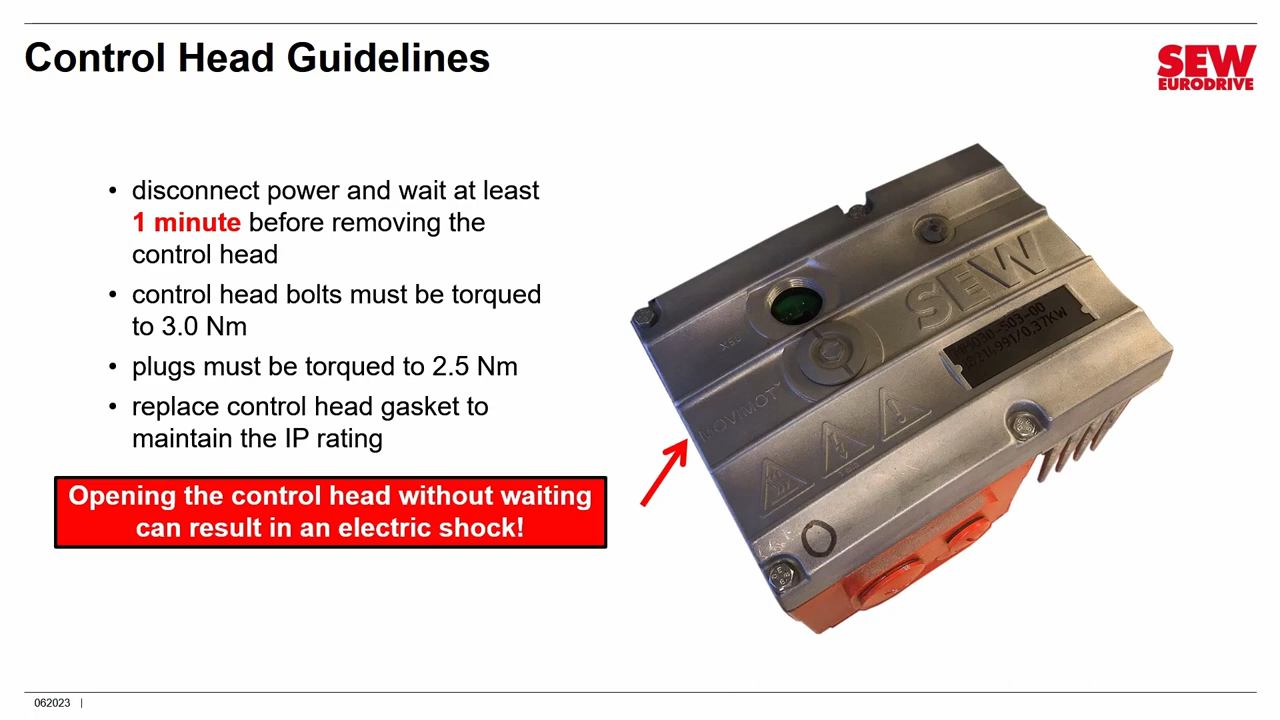 Control Head Guidelines
SEW
EURODRIVE
• disconnect power and wait at least
1 minute before removing the
control head
• control head bolts must be torqued
to 3.0 Nm
• plugs must be torqued to 2.5 Nm
• replace control head gasket to
maintain the IP rating
Opening the control head without waiting
can result in an electric shock!
X50
SEW
MOVIMOT
062023 |